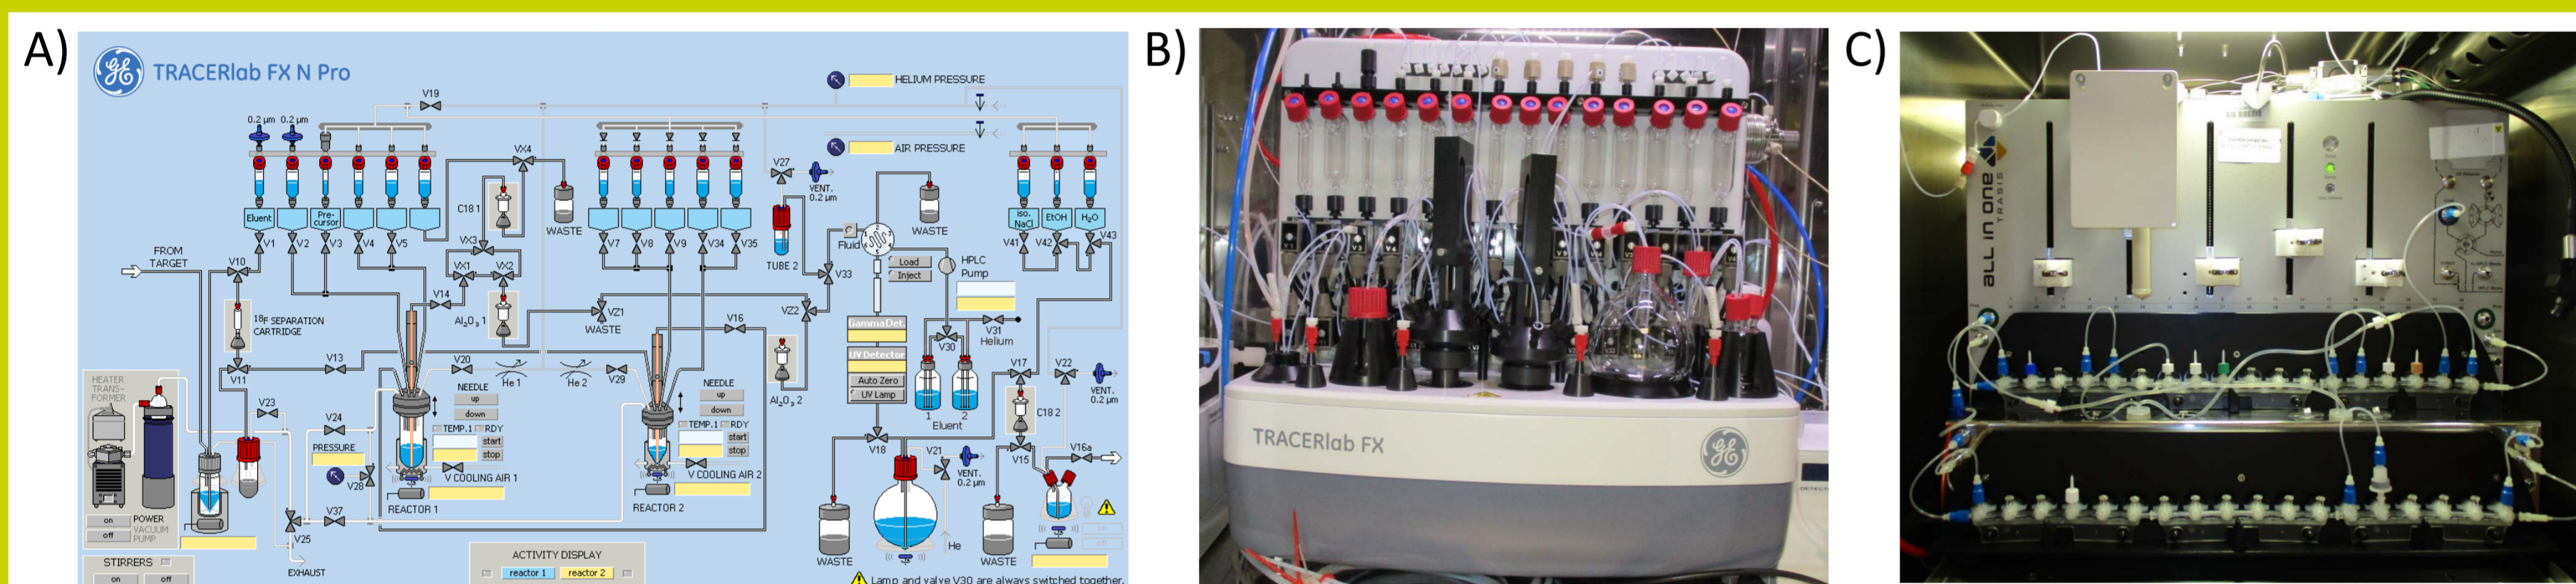 A)
TRACERlab FX N Pro
HELIUM PRESSURE
AIR PRESSURE
V19
0.2 µm 0.2 µm
VX4
V27
VENT.
0.2 µm
C18 1
WASTE
WASTE
Eluent
Pre-
cursor
iso.
NaCl
EtOH
H₂O
V1
V2
V3
V4
V5
VX3
V7
V8
V9
V34
V35
TUBE 2
Fluid
V41
V42
V43
FROM
TARGET
V10
VX1
VX2
V33
Load
Inject
HPLC
Pump
V14
18F SEPARATION
CARTRIDGE
Al₂O₃ 1
VZ1
WASTE
VZ2
V16
GammaDet.
V31
Helium
V30
UV Detector
Auto Zero
UV Lamp
V13
V11
V20
He 1
He 2
V29
Al₂O₃ 2
1
2
Eluent
V17
V22
VENT.
0.2 µm
C18 2
HEATER
TRANS-
FORMER
V23
V24
NEEDLE
up
down
NEEDLE
up
down
TEMP.1 RDY
start
stop
TEMP.1 RDY
start
stop
PRESSURE
V28
V COOLING AIR 1
V COOLING AIR 2
REACTOR 1
REACTOR 2
V18
V21
VENT.
0.2 µm
V15
V16a
on
off
POWER
VACUUM
PUMP
V37
V25
EXHAUST
He
WASTE
WASTE
on
off
STIRRERS
on off
ACTIVITY DISPLAY
reactor 1 reactor 2
Lamp and valve V30 are always switched together.
B)
TRACERlab FX
C)
ALL IN ONE
TRASIS